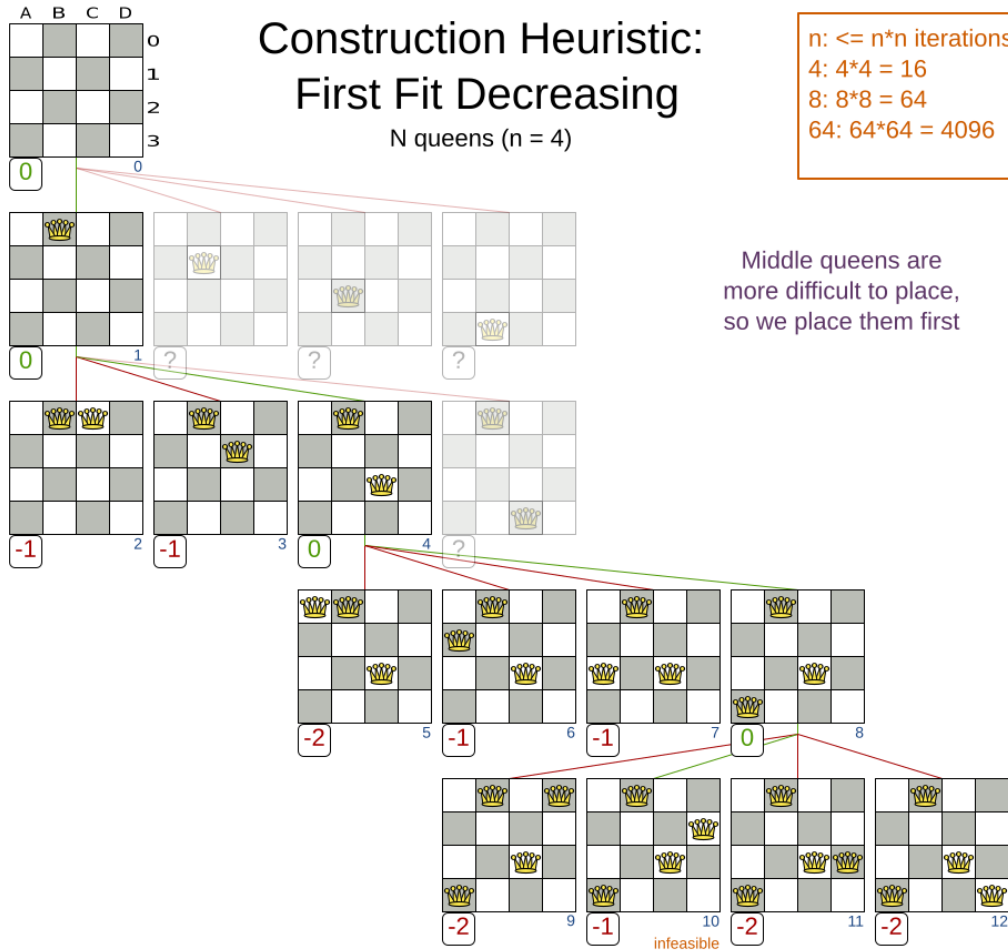 A B C D
0
1
2
3
Construction Heuristic:
First Fit Decreasing
N queens (n = 4)
n: <= n*n iterations
4: 4*4 = 16
8: 8*8 = 64
64: 64*64 = 4096
0 0
Middle queens are
more difficult to place,
so we place them first
0 1 ? ? ?
-1 2 -1 3 0 4 ?
-2 5 -1 6 -1 7 0 8
-2 9 -1 10 -2 11 -2 12
infeasible